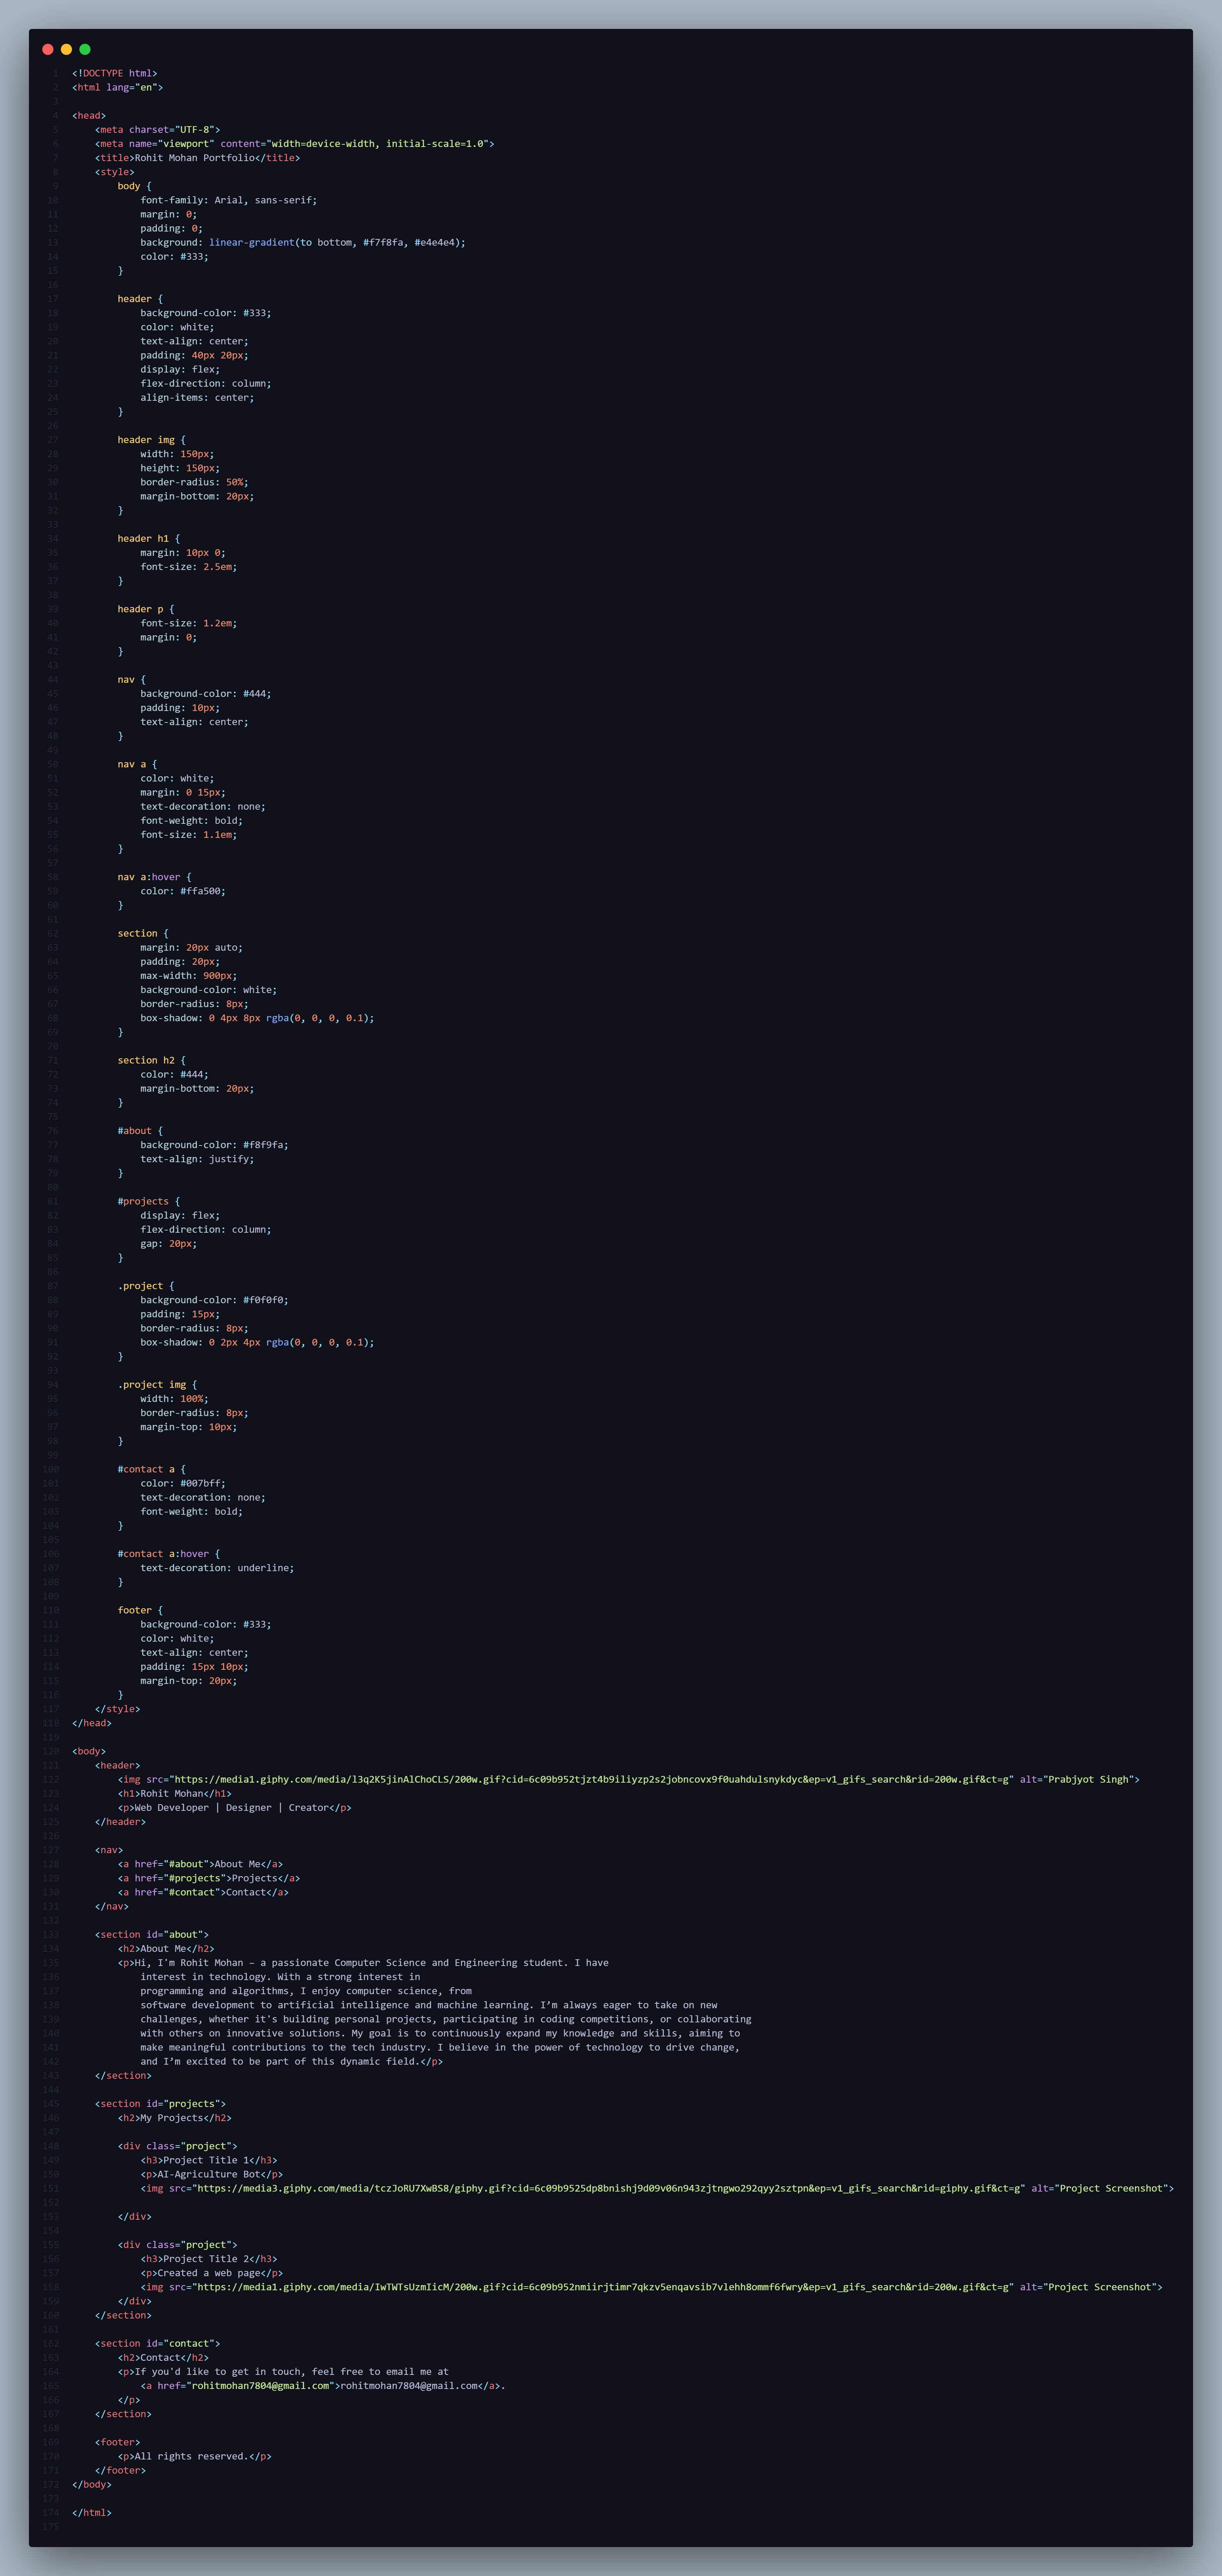 1 <!DOCTYPE html>
2 <html lang="en">
3
4 <head>
5     <meta charset="UTF-8">
6     <meta name="viewport" content="width=device-width, initial-scale=1.0">
7     <title>Rohit Mohan Portfolio</title>
8     <style>
9         body {
10             font-family: Arial, sans-serif;
11             margin: 0;
12             padding: 0;
13             background: linear-gradient(to bottom, #f7f8fa, #e4e4e4);
14             color: #333;
15         }
16
17         header {
18             background-color: #333;
19             color: white;
20             text-align: center;
21             padding: 40px 20px;
22             display: flex;
23             flex-direction: column;
24             align-items: center;
25         }
26
27         header img {
28             width: 150px;
29             height: 150px;
30             border-radius: 50%;
31             margin-bottom: 20px;
32         }
33
34         header h1 {
35             margin: 10px 0;
36             font-size: 2.5em;
37         }
38
39         header p {
40             font-size: 1.2em;
41             margin: 0;
42         }
43
44         nav {
45             background-color: #444;
46             padding: 10px;
47             text-align: center;
48         }
49
50         nav a {
51             color: white;
52             margin: 0 15px;
53             text-decoration: none;
54             font-weight: bold;
55             font-size: 1.1em;
56         }
57
58         nav a:hover {
59             color: #ffa500;
60         }
61
62         section {
63             margin: 20px auto;
64             padding: 20px;
65             max-width: 900px;
66             background-color: white;
67             border-radius: 8px;
68             box-shadow: 0 4px 8px rgba(0, 0, 0, 0.1);
69         }
70
71         section h2 {
72             color: #444;
73             margin-bottom: 20px;
74         }
75
76         #about {
77             background-color: #f8f9fa;
78             text-align: justify;
79         }
80
81         #projects {
82             display: flex;
83             flex-direction: column;
84             gap: 20px;
85         }
86
87         .project {
88             background-color: #f0f0f0;
89             padding: 15px;
90             border-radius: 8px;
91             box-shadow: 0 2px 4px rgba(0, 0, 0, 0.1);
92         }
93
94         .project img {
95             width: 100%;
96             border-radius: 8px;
97             margin-top: 10px;
98         }
99
100         #contact a {
101             color: #007bff;
102             text-decoration: none;
103             font-weight: bold;
104         }
105
106         #contact a:hover {
107             text-decoration: underline;
108         }
109
110         footer {
111             background-color: #333;
112             color: white;
113             text-align: center;
114             padding: 15px 10px;
115             margin-top: 20px;
116         }
117     </style>
118 </head>
119
120 <body>
121     <header>
122         <img src="https://media1.giphy.com/media/l3q2K5jinAlChoCLS/200w.gif?cid=6c09b952tjzt4b9iliyzp2s2jobncovx9f0uahdulsnykdyc&ep=v1_gifs_search&rid=200w.gif&ct=g" alt="Prabjyot Singh">
123         <h1>Rohit Mohan</h1>
124         <p>Web Developer | Designer | Creator</p>
125     </header>
126
127     <nav>
128         <a href="#about">About Me</a>
129         <a href="#projects">Projects</a>
130         <a href="#contact">Contact</a>
131     </nav>
132
133     <section id="about">
134         <h2>About Me</h2>
135         <p>Hi, I'm Rohit Mohan – a passionate Computer Science and Engineering student. I have
136             interest in technology. With a strong interest in
137             programming and algorithms, I enjoy computer science, from
138             software development to artificial intelligence and machine learning. I’m always eager to take on new
139             challenges, whether it's building personal projects, participating in coding competitions, or collaborating
140             with others on innovative solutions. My goal is to continuously expand my knowledge and skills, aiming to
141             make meaningful contributions to the tech industry. I believe in the power of technology to drive change,
142             and I’m excited to be part of this dynamic field.</p>
143     </section>
144
145     <section id="projects">
146         <h2>My Projects</h2>
147
148         <div class="project">
149             <h3>Project Title 1</h3>
150             <p>AI-Agriculture Bot</p>
151             <img src="https://media3.giphy.com/media/tczJoRU7XwBS8/giphy.gif?cid=6c09b9525dp8bnishj9d09v06n943zjtngwo292qyy2sztpn&ep=v1_gifs_search&rid=giphy.gif&ct=g" alt="Project Screenshot">
152
153         </div>
154
155         <div class="project">
156             <h3>Project Title 2</h3>
157             <p>Created a web page</p>
158             <img src="https://media1.giphy.com/media/IwTWTsUzmIicM/200w.gif?cid=6c09b952nmiirjtimr7qkzv5enqavsib7vlehh8ommf6fwry&ep=v1_gifs_search&rid=200w.gif&ct=g" alt="Project Screenshot">
159         </div>
160     </section>
161
162     <section id="contact">
163         <h2>Contact</h2>
164         <p>If you'd like to get in touch, feel free to email me at
165             <a href="rohitmohan7804@gmail.com">rohitmohan7804@gmail.com</a>.
166         </p>
167     </section>
168
169     <footer>
170         <p>All rights reserved.</p>
171     </footer>
172 </body>
173
174 </html>
175